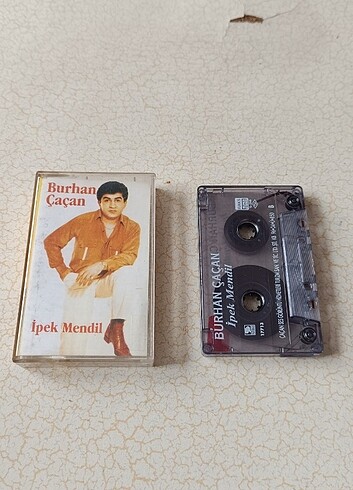 Burhan
Çaçan
İpek Mendil
BURHAN ÇAÇAN
İpek Mendil